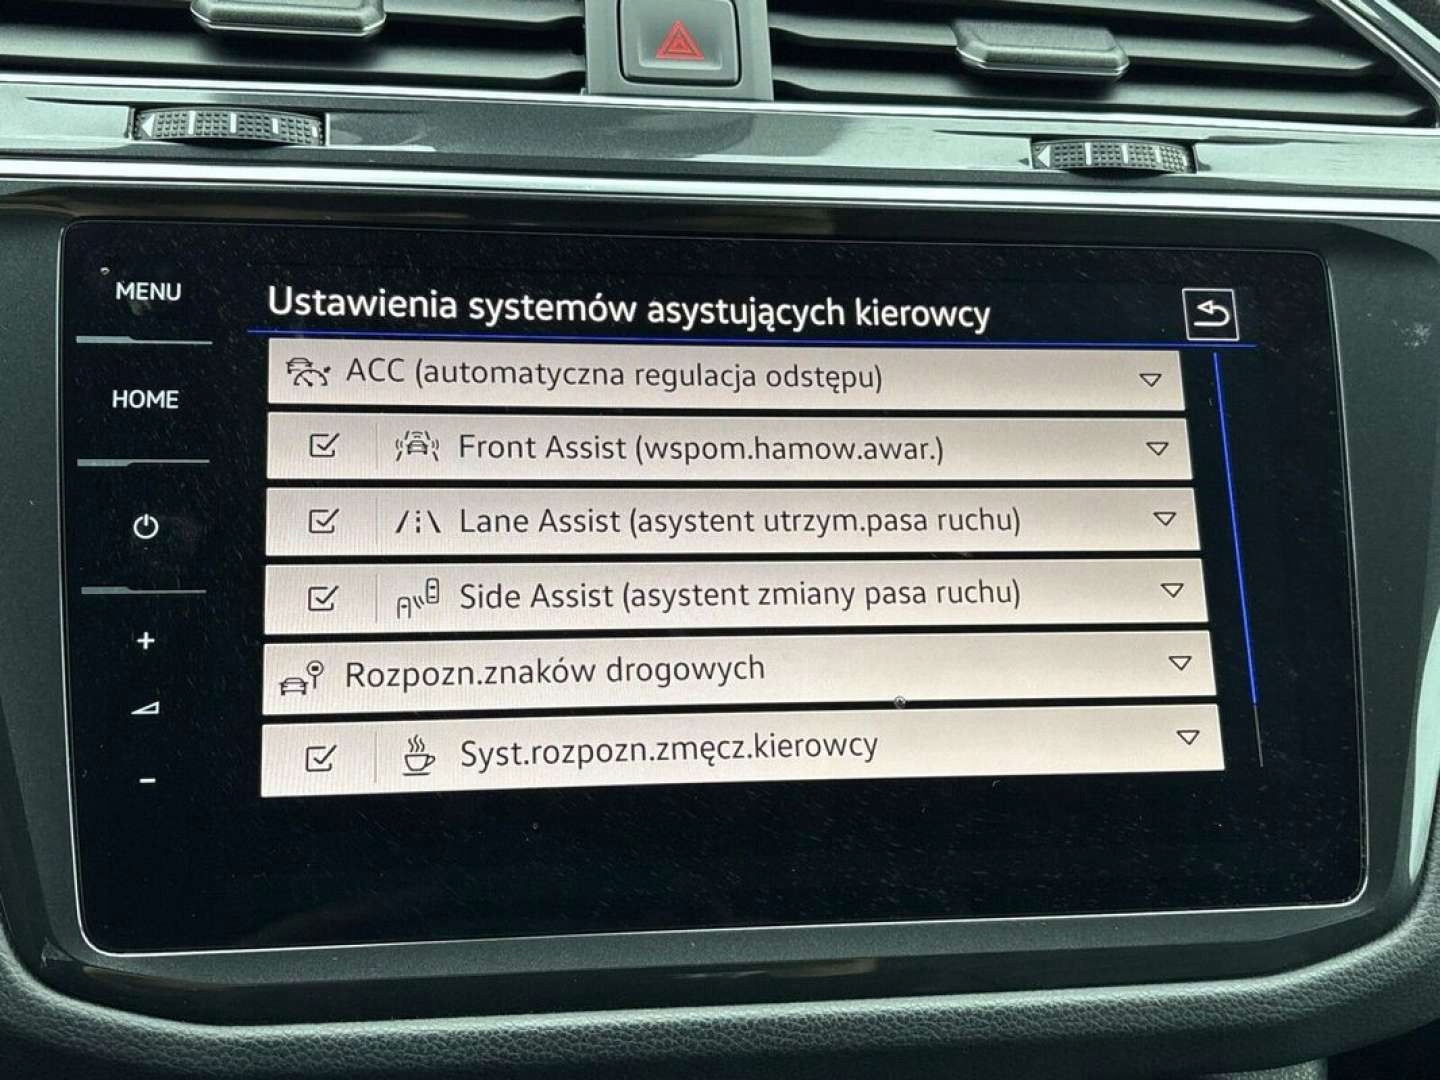 MENU
Ustawienia systemów asystujących kierowcy
ACC (automatyczna regulacja odstępu)
HOME
Front Assist (wspom.hamow.awar.)
Lane Assist (asystent utrzym.pasa ruchu)
Side Assist (asystent zmiany pasa ruchu)
+
Rozpozn.znaków drogowych
Syst.rozpozn.zmęcz.kierowcy
-